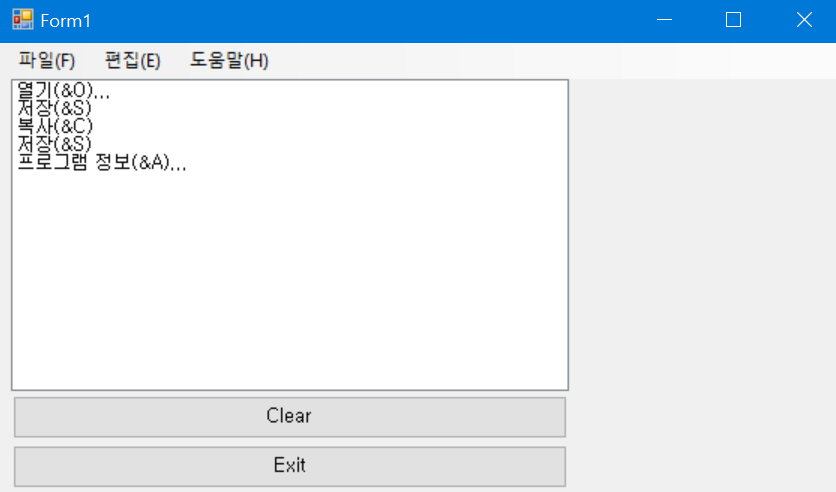 Form1
파일(F) 편집(E) 도움말(H)
열기(&O)...
저장(&S)
복사(&C)
저장(&S)
프로그램 정보(&A)...
Clear
Exit